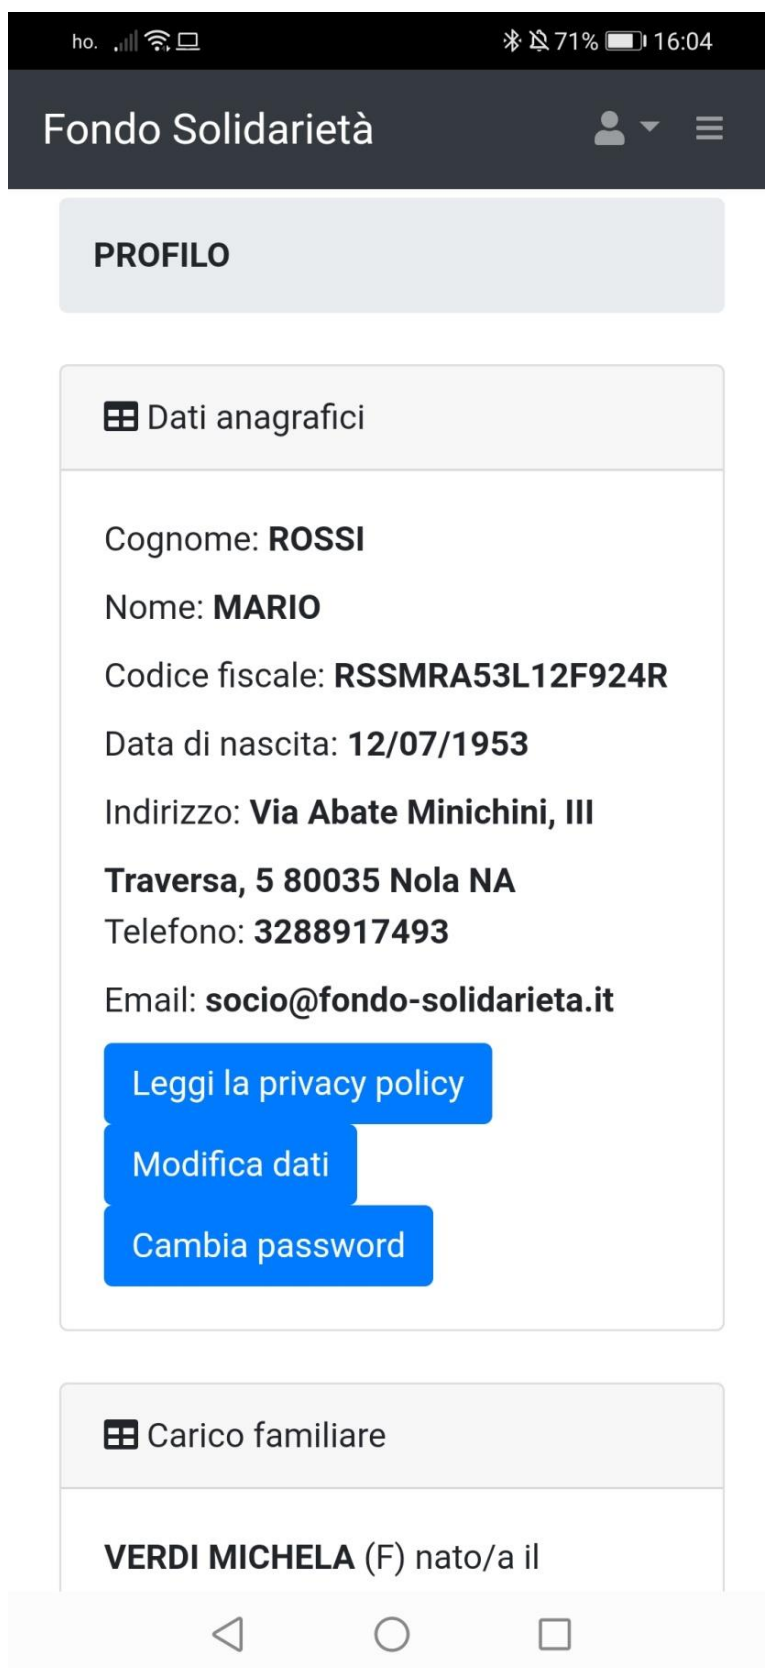 ho. 71% 16:04
Fondo Solidarietà
PROFILO
Dati anagrafici
Cognome: ROSSI
Nome: MARIO
Codice fiscale: RSSMRA53L12F924R
Data di nascita: 12/07/1953
Indirizzo: Via Abate Minichini, III
Traversa, 5 80035 Nola NA
Telefono: 3288917493
Email: socio@fondo-solidarieta.it
Leggi la privacy policy
Modifica dati
Cambia password
Carico familiare
VERDI MICHELA (F) nato/a il